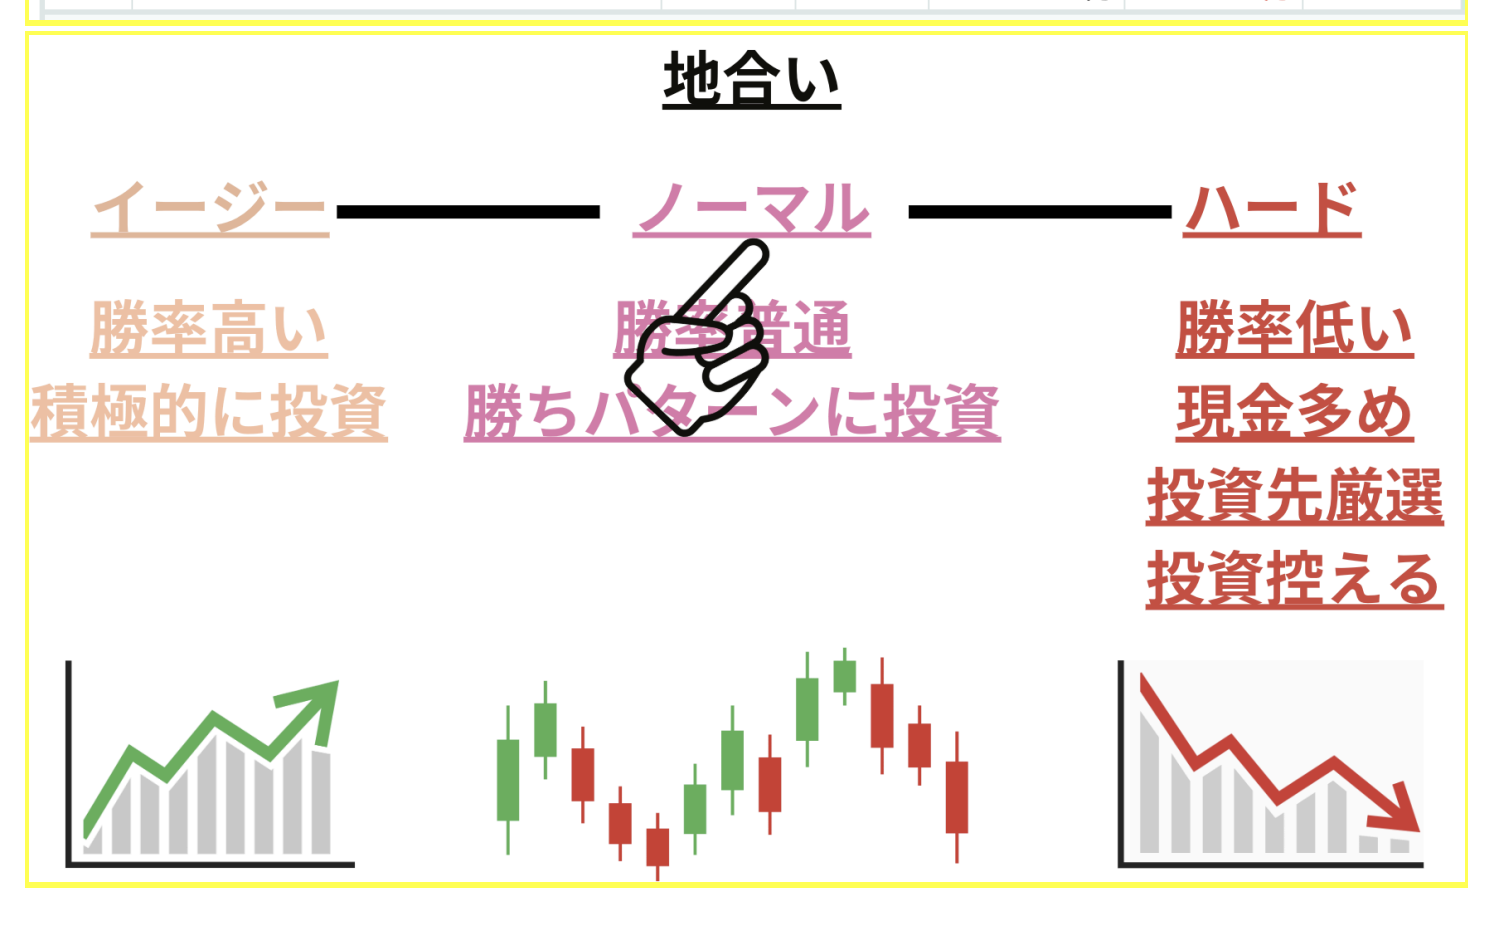 地合い
イージー ノーマル ハード
勝率高い 勝率普通 勝率低い
積極的に投資 勝ちパターンに投資 現金多め
投資先厳選
投資控える